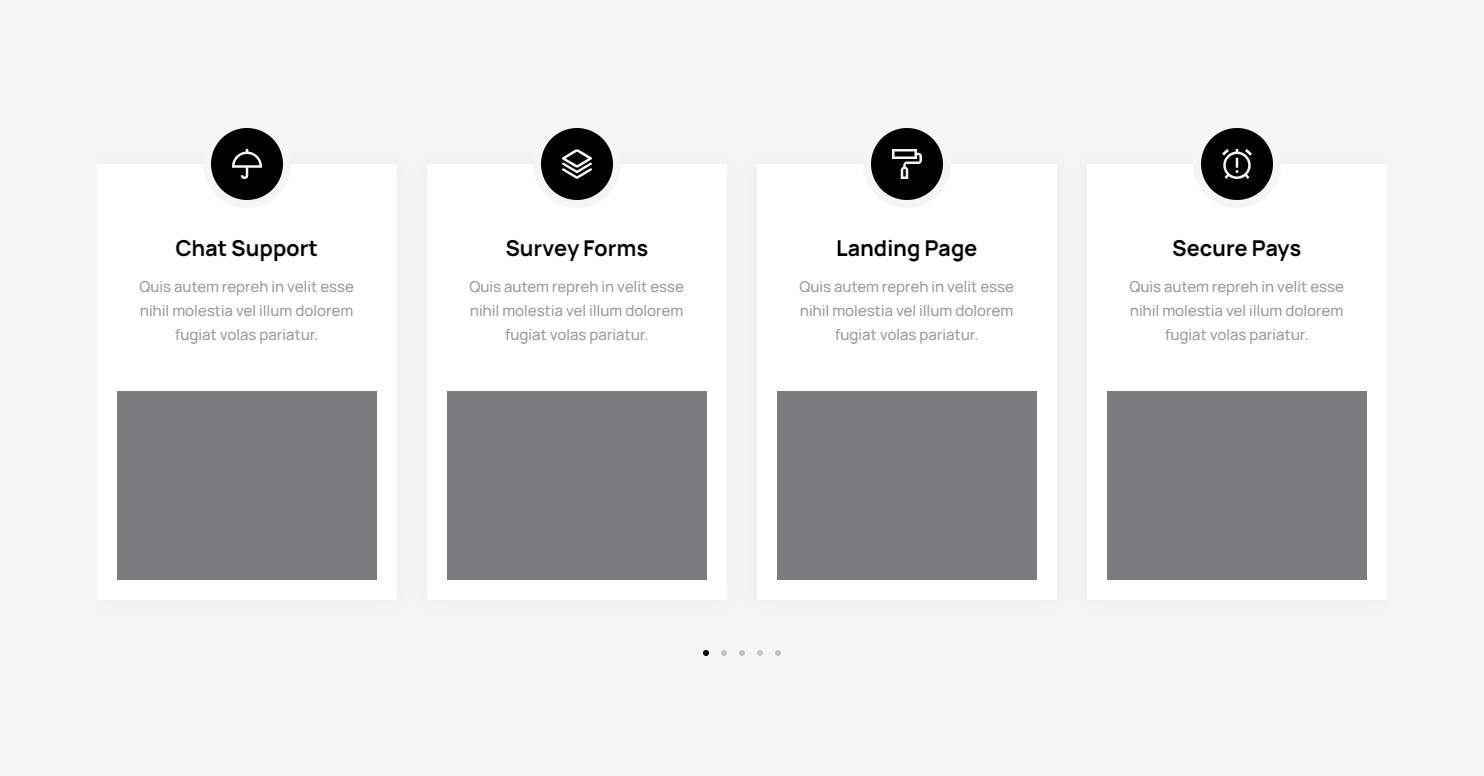 Chat Support
Quis autem repreh in velit esse
nihil molestia vel illum dolorem
fugiat volas pariatur.
Survey Forms
Quis autem repreh in velit esse
nihil molestia vel illum dolorem
fugiat volas pariatur.
Landing Page
Quis autem repreh in velit esse
nihil molestia vel illum dolorem
fugiat volas pariatur.
Secure Pays
Quis autem repreh in velit esse
nihil molestia vel illum dolorem
fugiat volas pariatur.